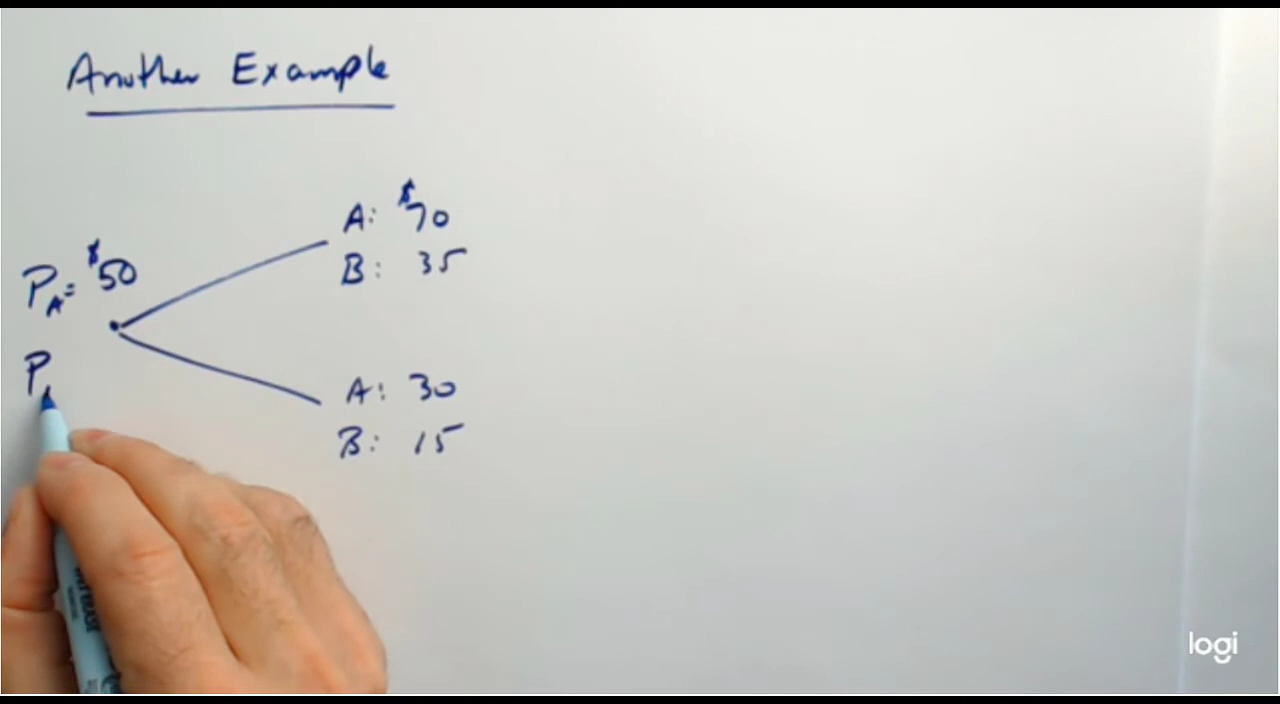 Another Example
A: $70
B: 35
P_A = $50
P
A: 30
B: 15
logi